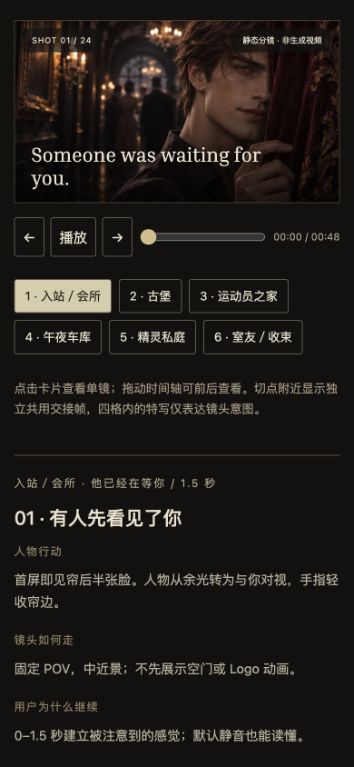 SHOT 01 / 24
静态分镜 · 非生成视频
Someone was waiting for
you.
← 播放 → 00:00 / 00:48
1 · 入站 / 会所 2 · 古堡 3 · 运动员之家
4 · 午夜车库 5 · 精灵私庭 6 · 室友 / 收束
点击卡片查看单镜；拖动时间轴可前后查看。切点附近显示独
立共用交接帧，四格内的特写仅表达镜头意图。
入站 / 会所 · 他已经在等你 / 1.5 秒
01 · 有人先看见了你
人物行动
首屏即见帘后半张脸。人物从余光转为与你对视，手指轻
收帘边。
镜头如何走
固定 POV，中近景；不先展示空门或 Logo 动画。
用户为什么继续
0–1.5 秒建立被注意到的感觉；默认静音也能读懂。